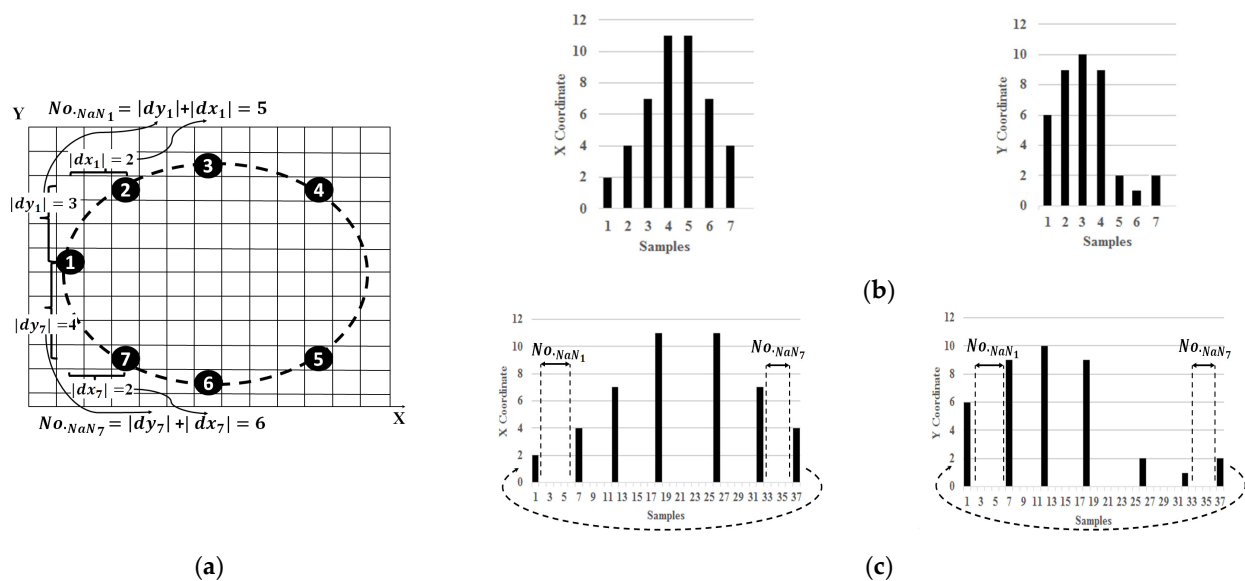 Y
No.NaN₁ = |dy₁|+|dx₁| = 5
|dx₁| = 2
3
2
4
|dy₁| = 3
1
|dy₇| = 4
7
5
6
|dx₇| = 2
X
No.NaN₇ = |dy₇| +| dx₇| = 6
(a)
X Coordinate
12
10
8
6
4
2
0
1 2 3 4 5 6 7
Samples
Y Coordinate
12
10
8
6
4
2
0
1 2 3 4 5 6 7
Samples
(b)
X Coordinate
12
10
8
6
4
2
0
No.NaN₁
No.NaN₇
1 3 5 7 9 11 13 15 17 19 21 23 25 27 29 31 33 35 37
Samples
Y Coordinate
12
10
8
6
4
2
0
No.NaN₁
No.NaN₇
1 3 5 7 9 11 13 15 17 19 21 23 25 27 29 31 33 35 37
Samples
(c)